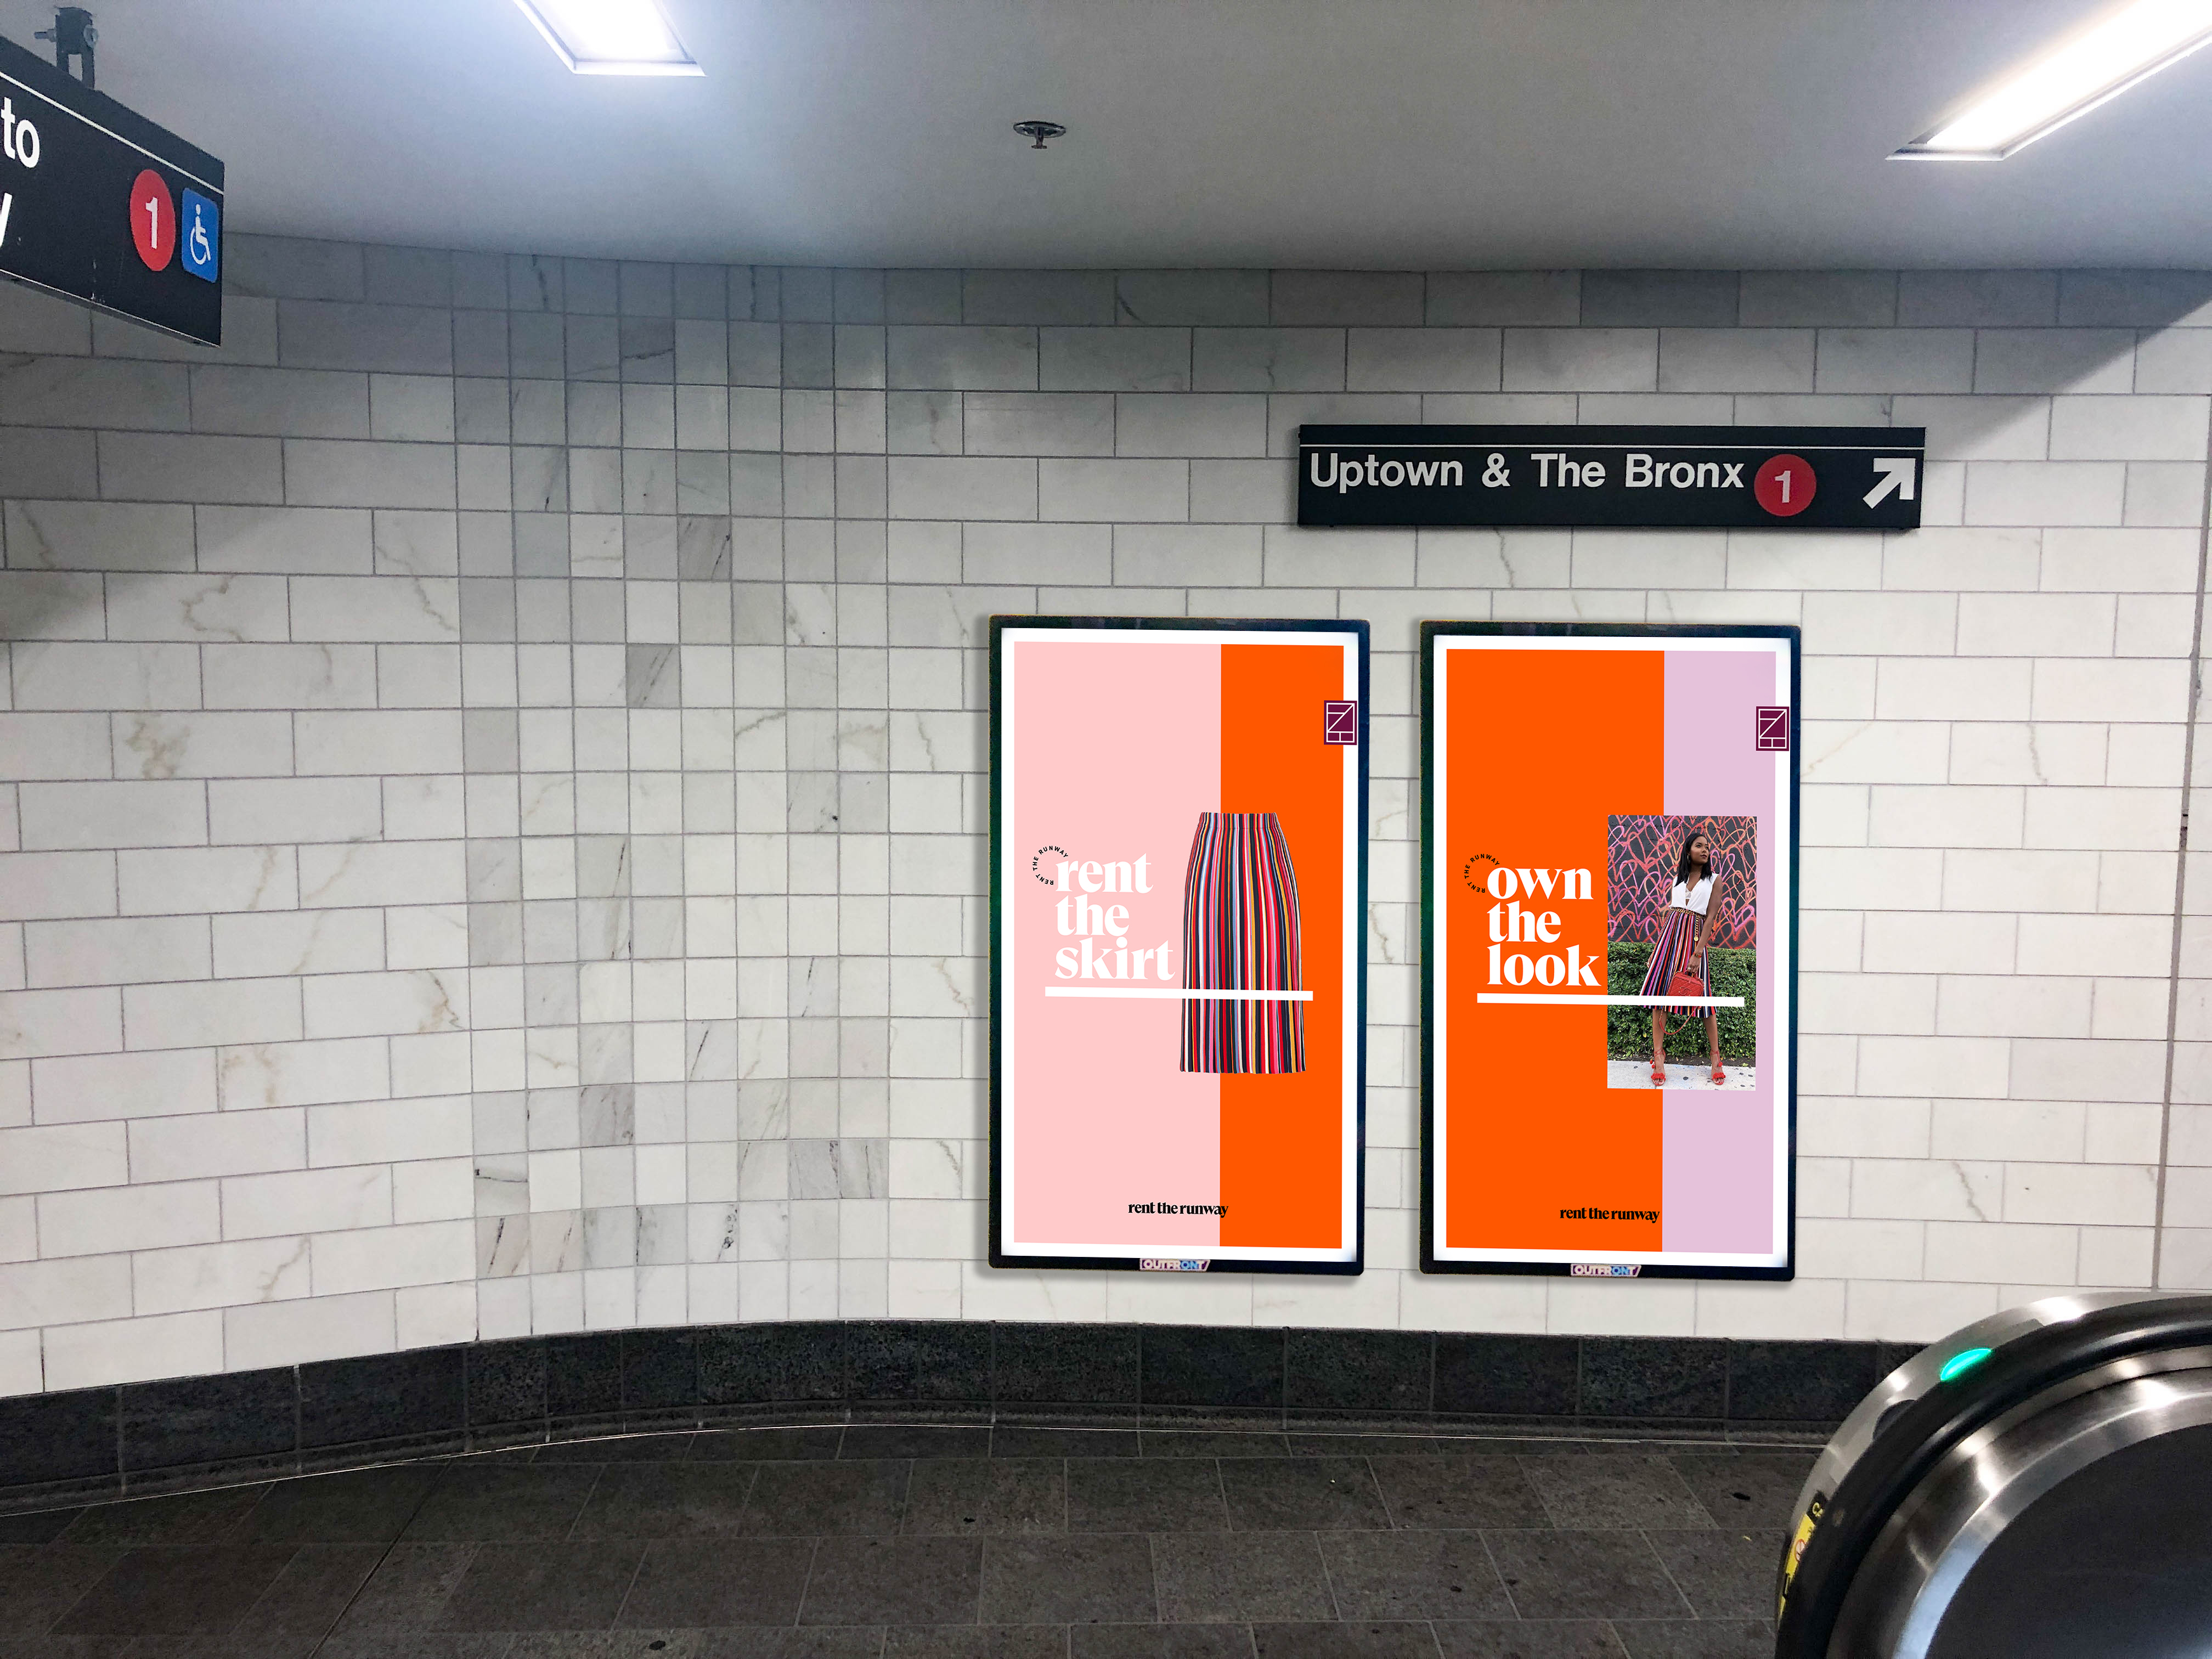 to
y
1
Uptown & The Bronx 1
RENT THE RUNWAY
rent
the
skirt
rent the runway
OUTFRONT/
RENT THE RUNWAY
own
the
look
rent the runway
OUTFRONT/